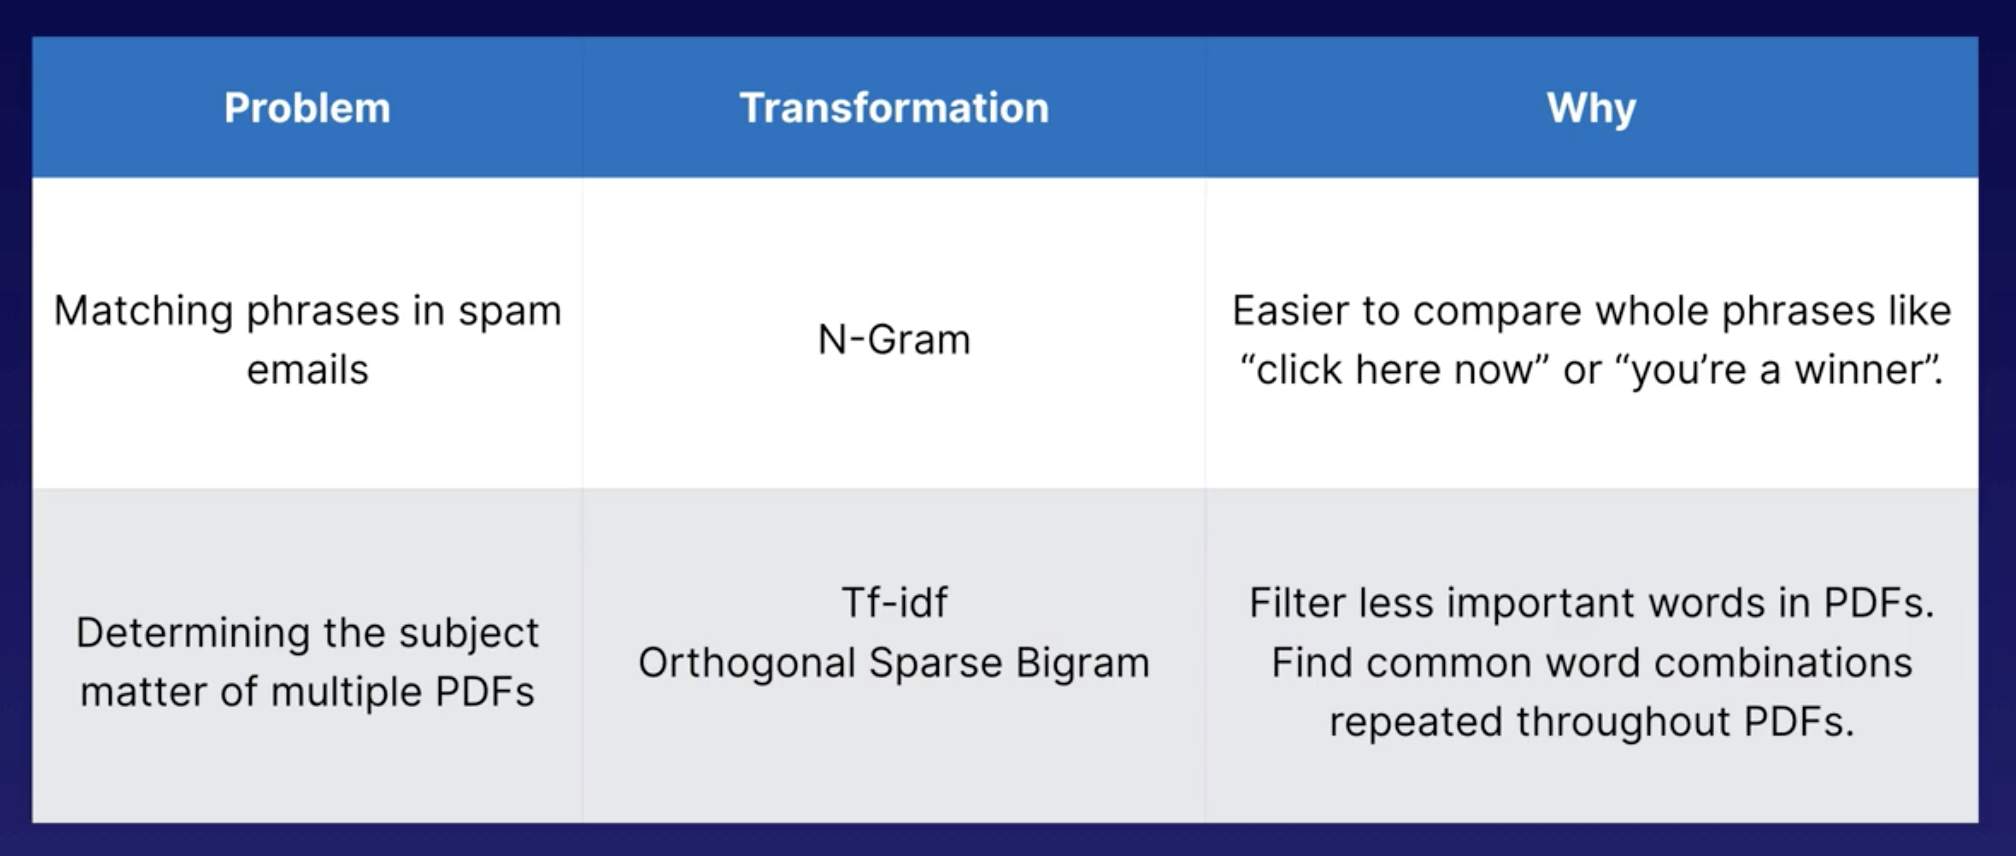 Problem
Transformation
Why
Matching phrases in spam
emails
N-Gram
Easier to compare whole phrases like
“click here now” or “you’re a winner”.
Determining the subject
matter of multiple PDFs
Tf-idf
Orthogonal Sparse Bigram
Filter less important words in PDFs.
Find common word combinations
repeated throughout PDFs.